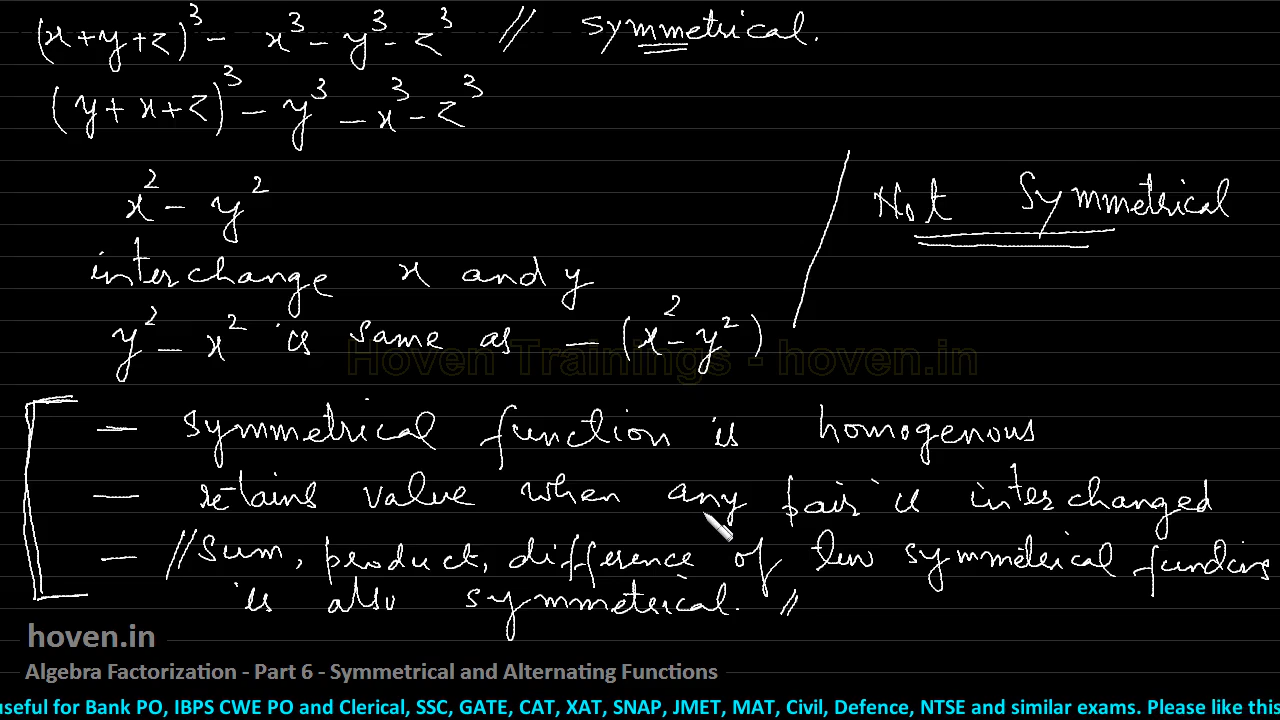 (x+y+z)³ - x³ - y³ - z³ // symmetrical.
(y+x+z)³ - y³ - x³ - z³
x² - y²
Not Symmetrical
interchange x and y
y² - x² is same as - (x² - y²)
Hoven Trainings - hoven.in
- symmetrical function is homogenous
- retains value when any pair is interchanged
- // Sum, product, difference of two symmetrical functions
is also symmetrical. //
hoven.in
Algebra Factorization - Part 6 - Symmetrical and Alternating Functions
useful for Bank PO, IBPS CWE PO and Clerical, SSC, GATE, CAT, XAT, SNAP, JMET, MAT, Civil, Defence, NTSE and similar exams. Please like this